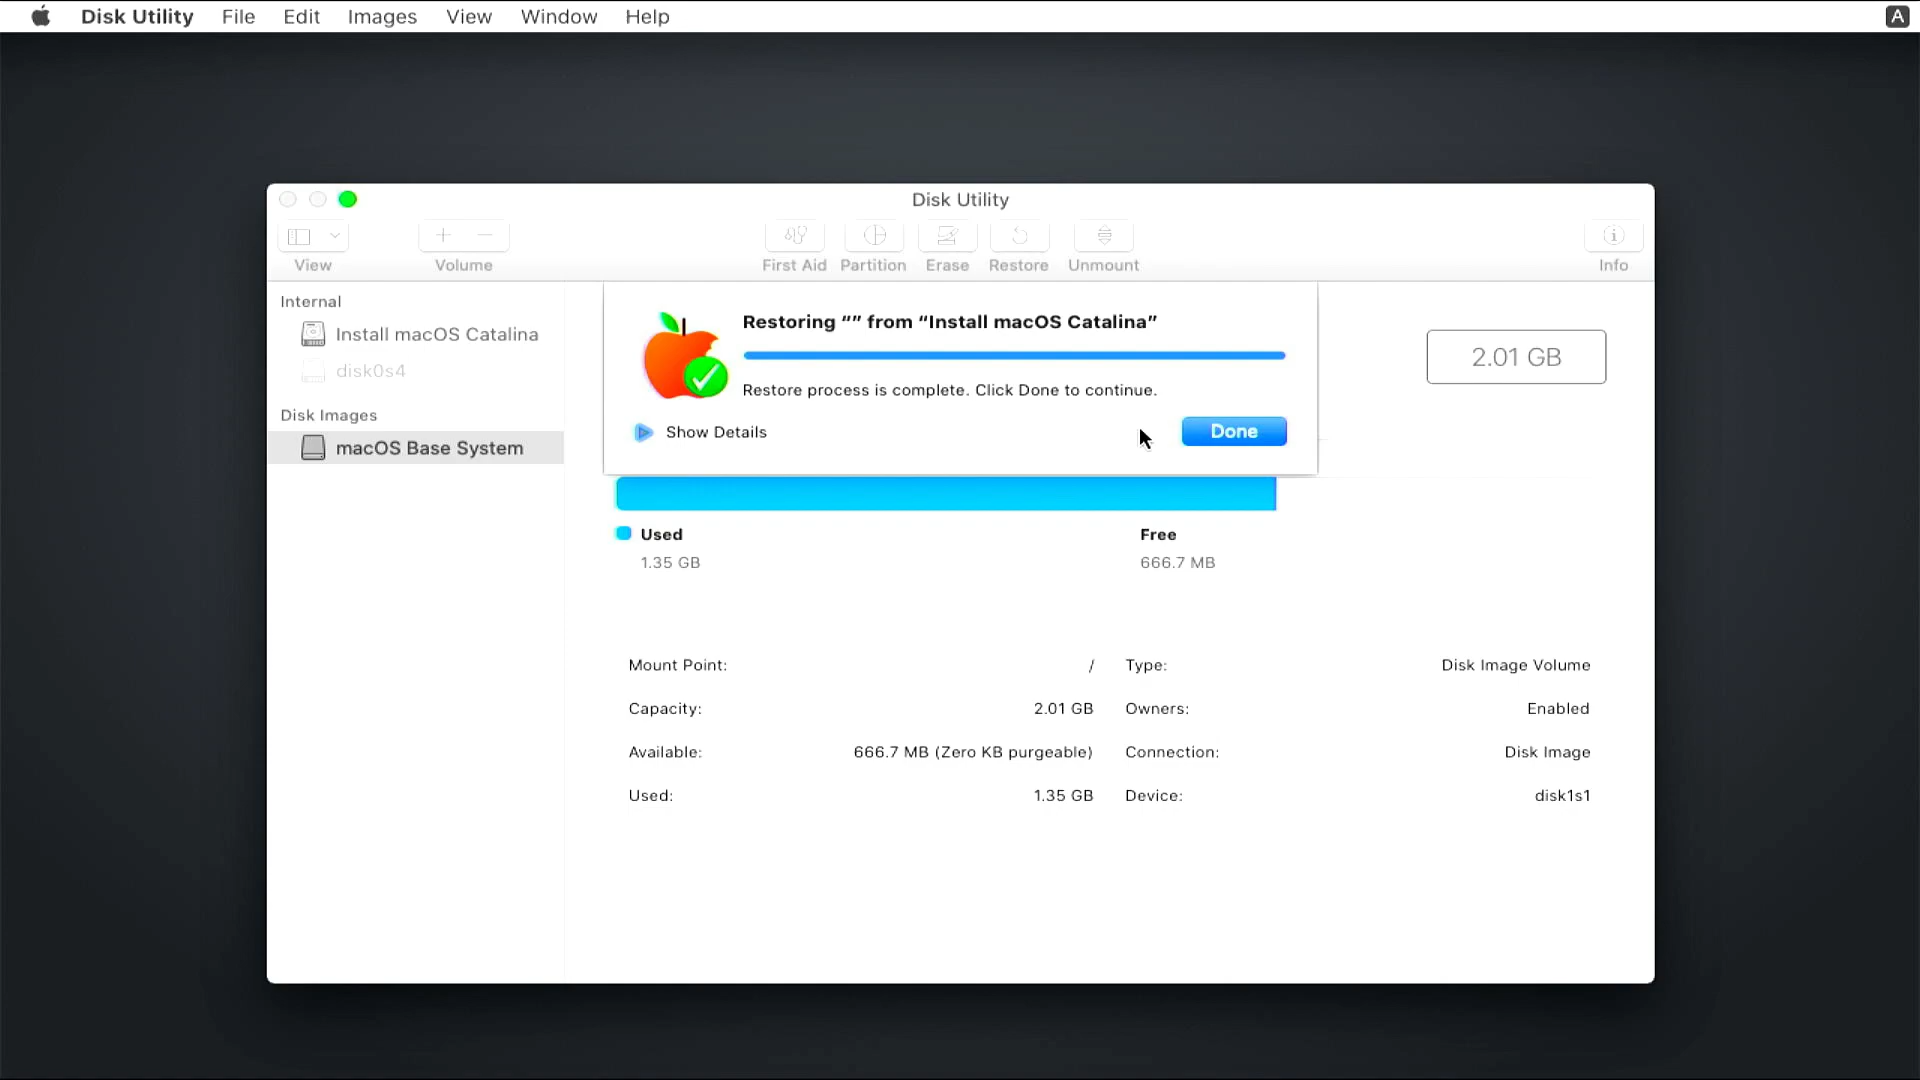 Disk Utility File Edit Images View Window Help A
Disk Utility
View Volume First Aid Partition Erase Restore Unmount Info
Internal
Install macOS Catalina
disk0s4
Disk Images
macOS Base System
Restoring “” from “Install macOS Catalina”
Restore process is complete. Click Done to continue.
Show Details
Done
2.01 GB
Used Free
1.35 GB 666.7 MB
Mount Point: / Type: Disk Image Volume
Capacity: 2.01 GB Owners: Enabled
Available: 666.7 MB (Zero KB purgeable) Connection: Disk Image
Used: 1.35 GB Device: disk1s1